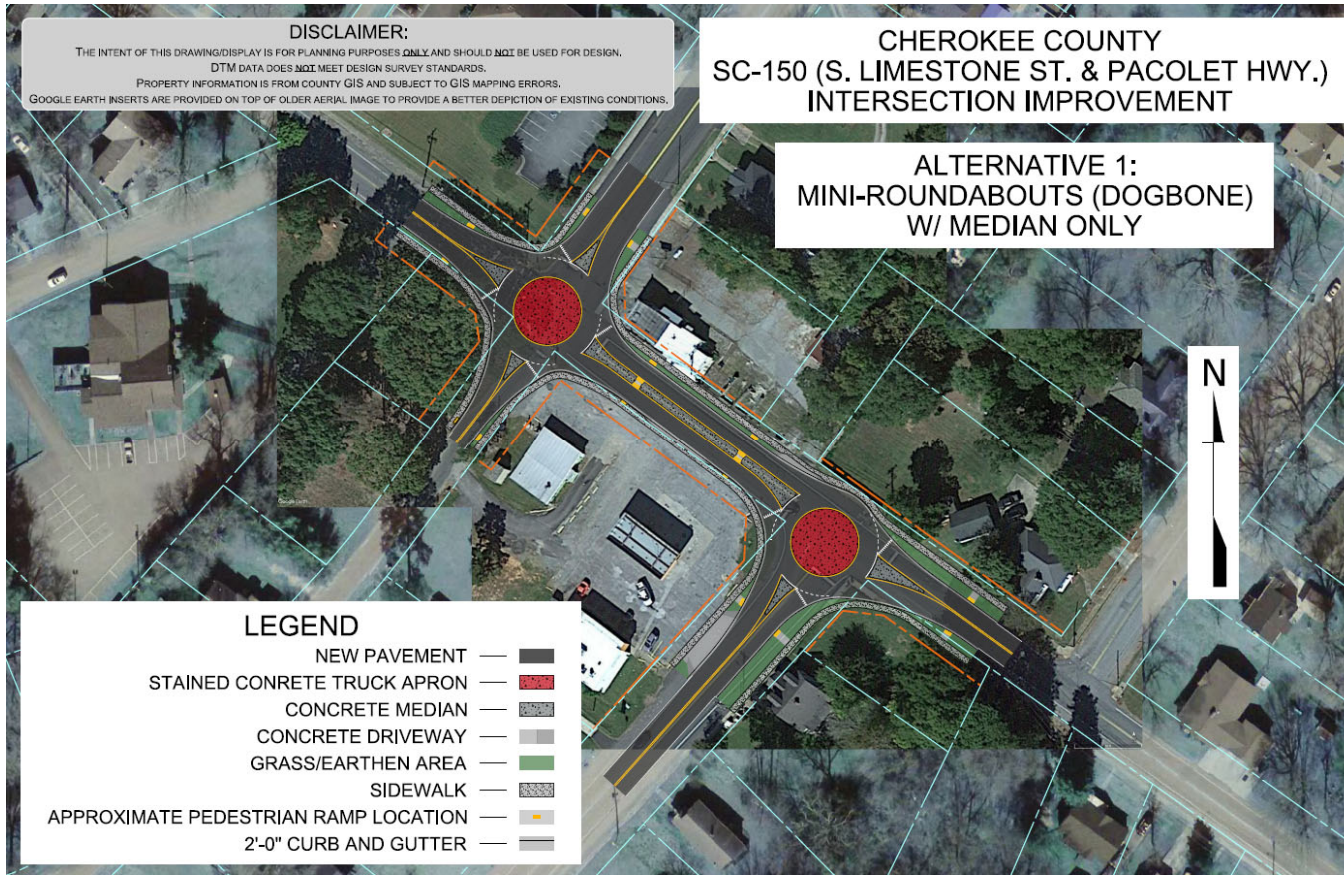 DISCLAIMER:
THE INTENT OF THIS DRAWING/DISPLAY IS FOR PLANNING PURPOSES ONLY AND SHOULD NOT BE USED FOR DESIGN.
DTM DATA DOES NOT MEET DESIGN SURVEY STANDARDS.
PROPERTY INFORMATION IS FROM COUNTY GIS AND SUBJECT TO GIS MAPPING ERRORS.
GOOGLE EARTH INSERTS ARE PROVIDED ON TOP OF OLDER AERIAL IMAGE TO PROVIDE A BETTER DEPICTION OF EXISTING CONDITIONS.
CHEROKEE COUNTY
SC-150 (S. LIMESTONE ST. & PACOLET HWY.)
INTERSECTION IMPROVEMENT
ALTERNATIVE 1:
MINI-ROUNDABOUTS (DOGBONE)
W/ MEDIAN ONLY
N
LEGEND
NEW PAVEMENT
STAINED CONRETE TRUCK APRON
CONCRETE MEDIAN
CONCRETE DRIVEWAY
GRASS/EARTHEN AREA
SIDEWALK
APPROXIMATE PEDESTRIAN RAMP LOCATION
2'-0" CURB AND GUTTER